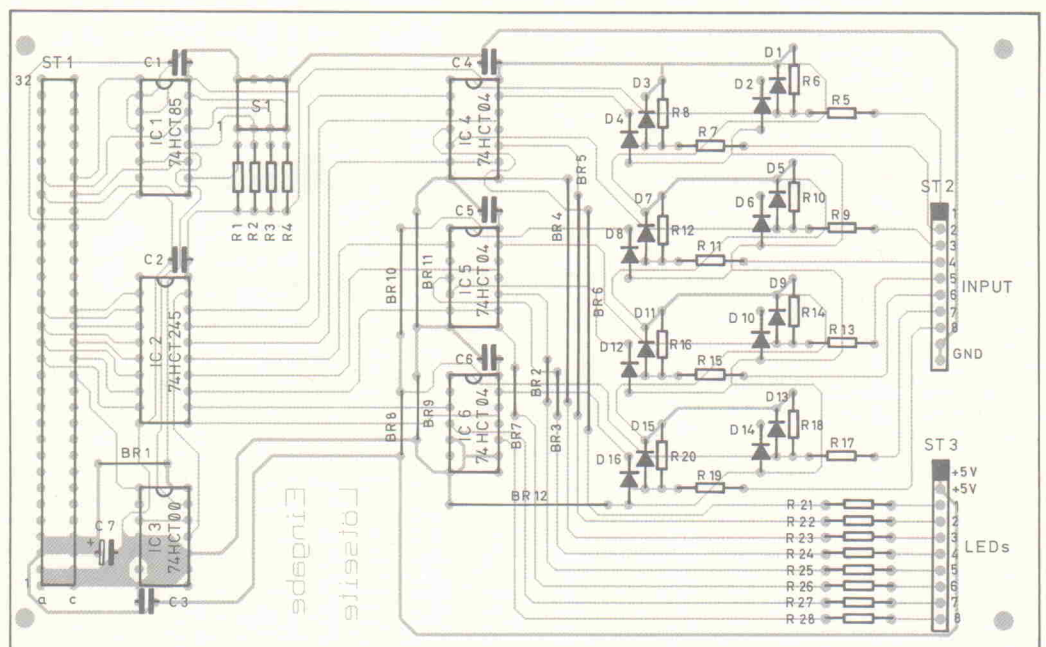 ST1
32
1
a
c
C1
IC1
74HCT85
S1
R1
R2
R3
R4
C2
IC2
74HCT245
BR1
C7
+
IC3
74HCT00
C3
Lötseite
Eingabe
C4
IC4
74HCT04
C5
IC5
74HCT04
C6
IC6
74HCT04
BR10
BR11
BR8
BR9
BR7
BR2
BR3
BR4
BR5
BR6
BR12
D1
D2
R6
R5
D3
D4
R8
R7
D5
D6
R10
R9
D7
D8
R12
R11
D9
D10
R14
R13
D11
D12
R16
R15
D13
D14
R18
R17
D15
D16
R20
R19
ST2
1
2
3
4
5
6
7
8
INPUT
GND
ST3
+5V
+5V
1
2
3
4
5
6
7
8
LEDs
R21
R22
R23
R24
R25
R26
R27
R28